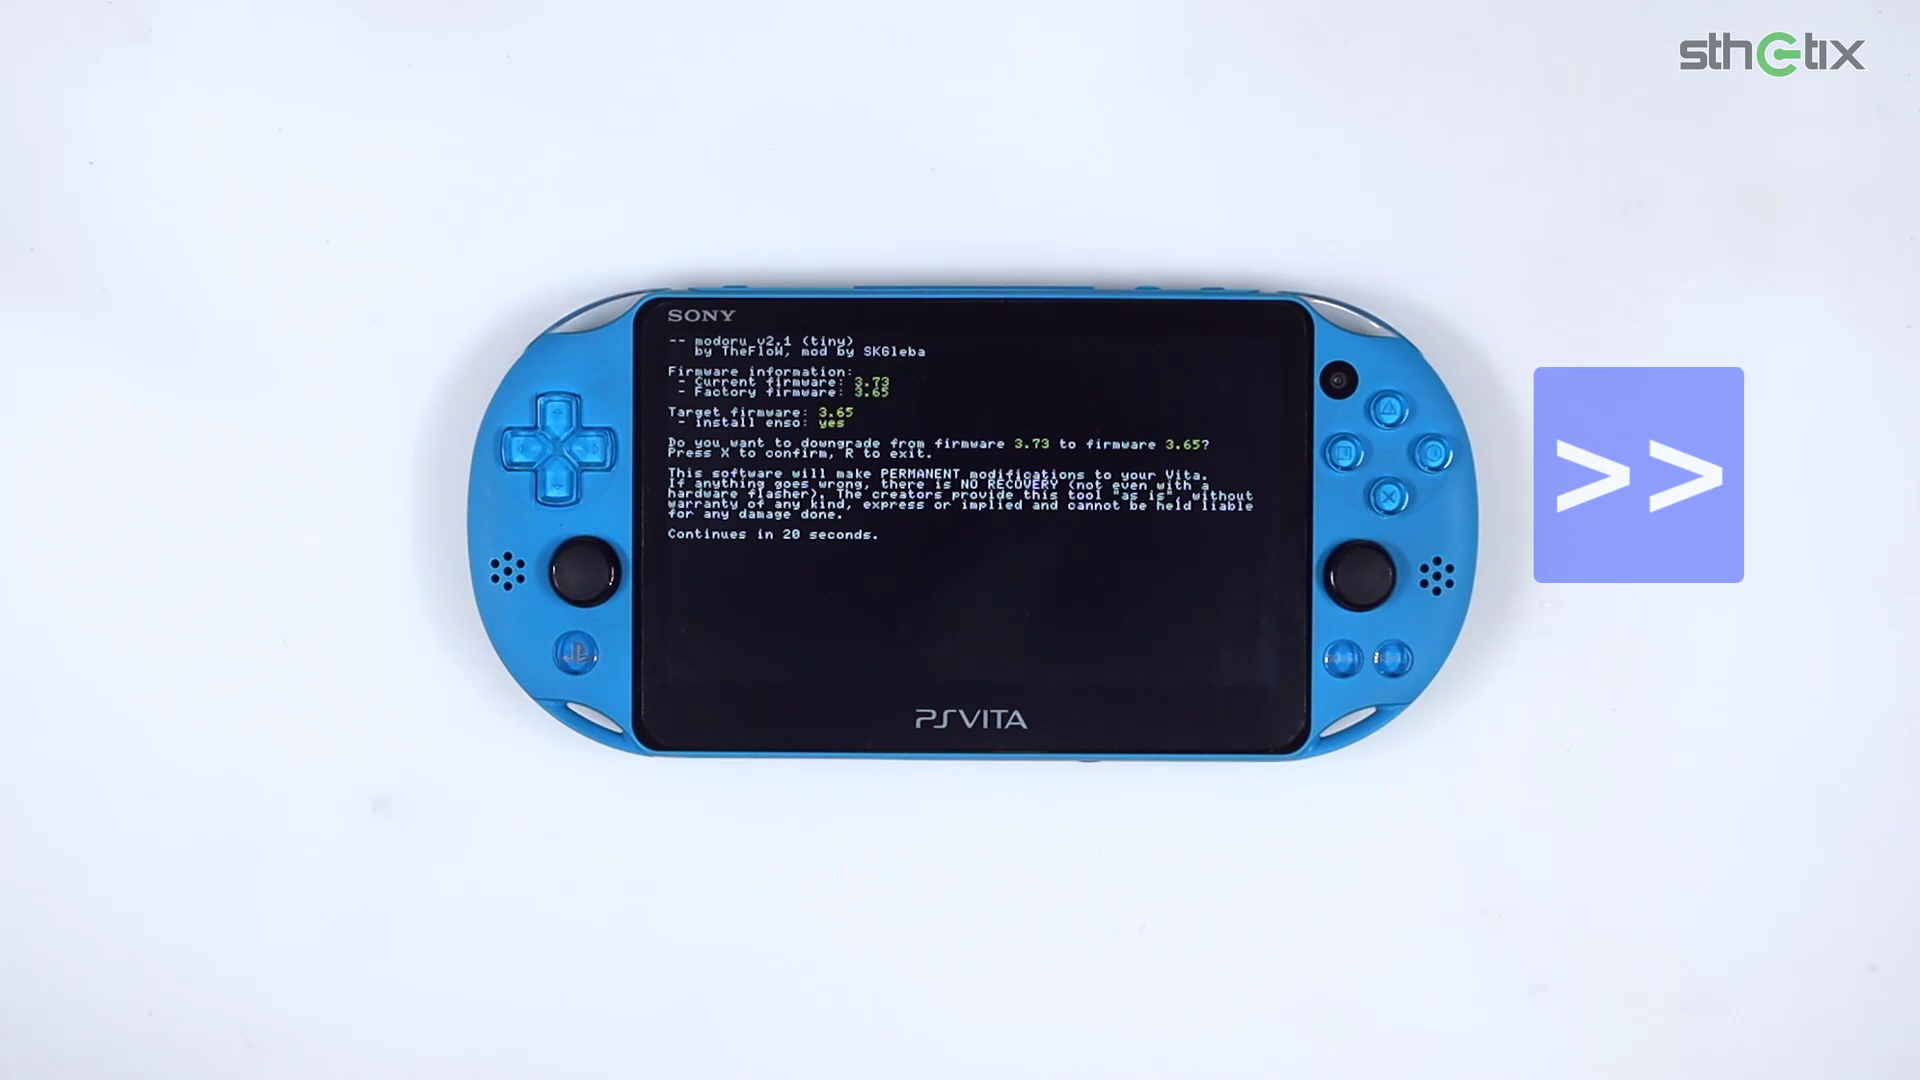 sthetix
SONY
-- modoru v2.1 (tiny)
by TheFloW, mod by SKGleba
Firmware information:
- Current firmware: 3.73
- Factory firmware: 3.65
Target firmware: 3.65
- install enso: yes
Do you want to downgrade from firmware 3.73 to firmware 3.65?
Press X to confirm, R to exit.
This software will make PERMANENT modifications to your Vita.
If anything goes wrong, there is NO RECOVERY (not even with a
hardware flasher). The creators provide this tool "as is", without
warranty of any kind, express or implied and cannot be held liable
for any damage done.
Continues in 20 seconds.
>>
PSVITA